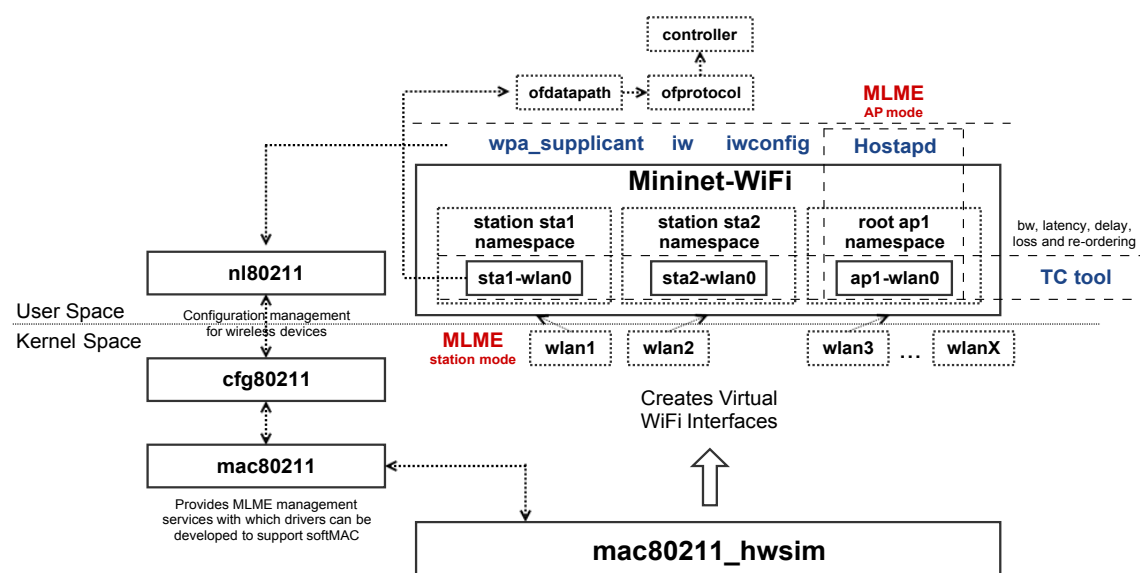 controller
ofdatapath
ofprotocol
MLME
AP mode
wpa_supplicant iw iwconfig Hostapd
Mininet-WiFi
station sta1
namespace
station sta2
namespace
root ap1
namespace
bw, latency, delay,
loss and re-ordering
nl80211
sta1-wlan0
sta2-wlan0
ap1-wlan0
TC tool
User Space
Configuration management
for wireless devices
Kernel Space
MLME
station mode
wlan1
wlan2
wlan3
...
wlanX
cfg80211
Creates Virtual
WiFi Interfaces
mac80211
Provides MLME management
services with which drivers can be
developed to support softMAC
mac80211_hwsim